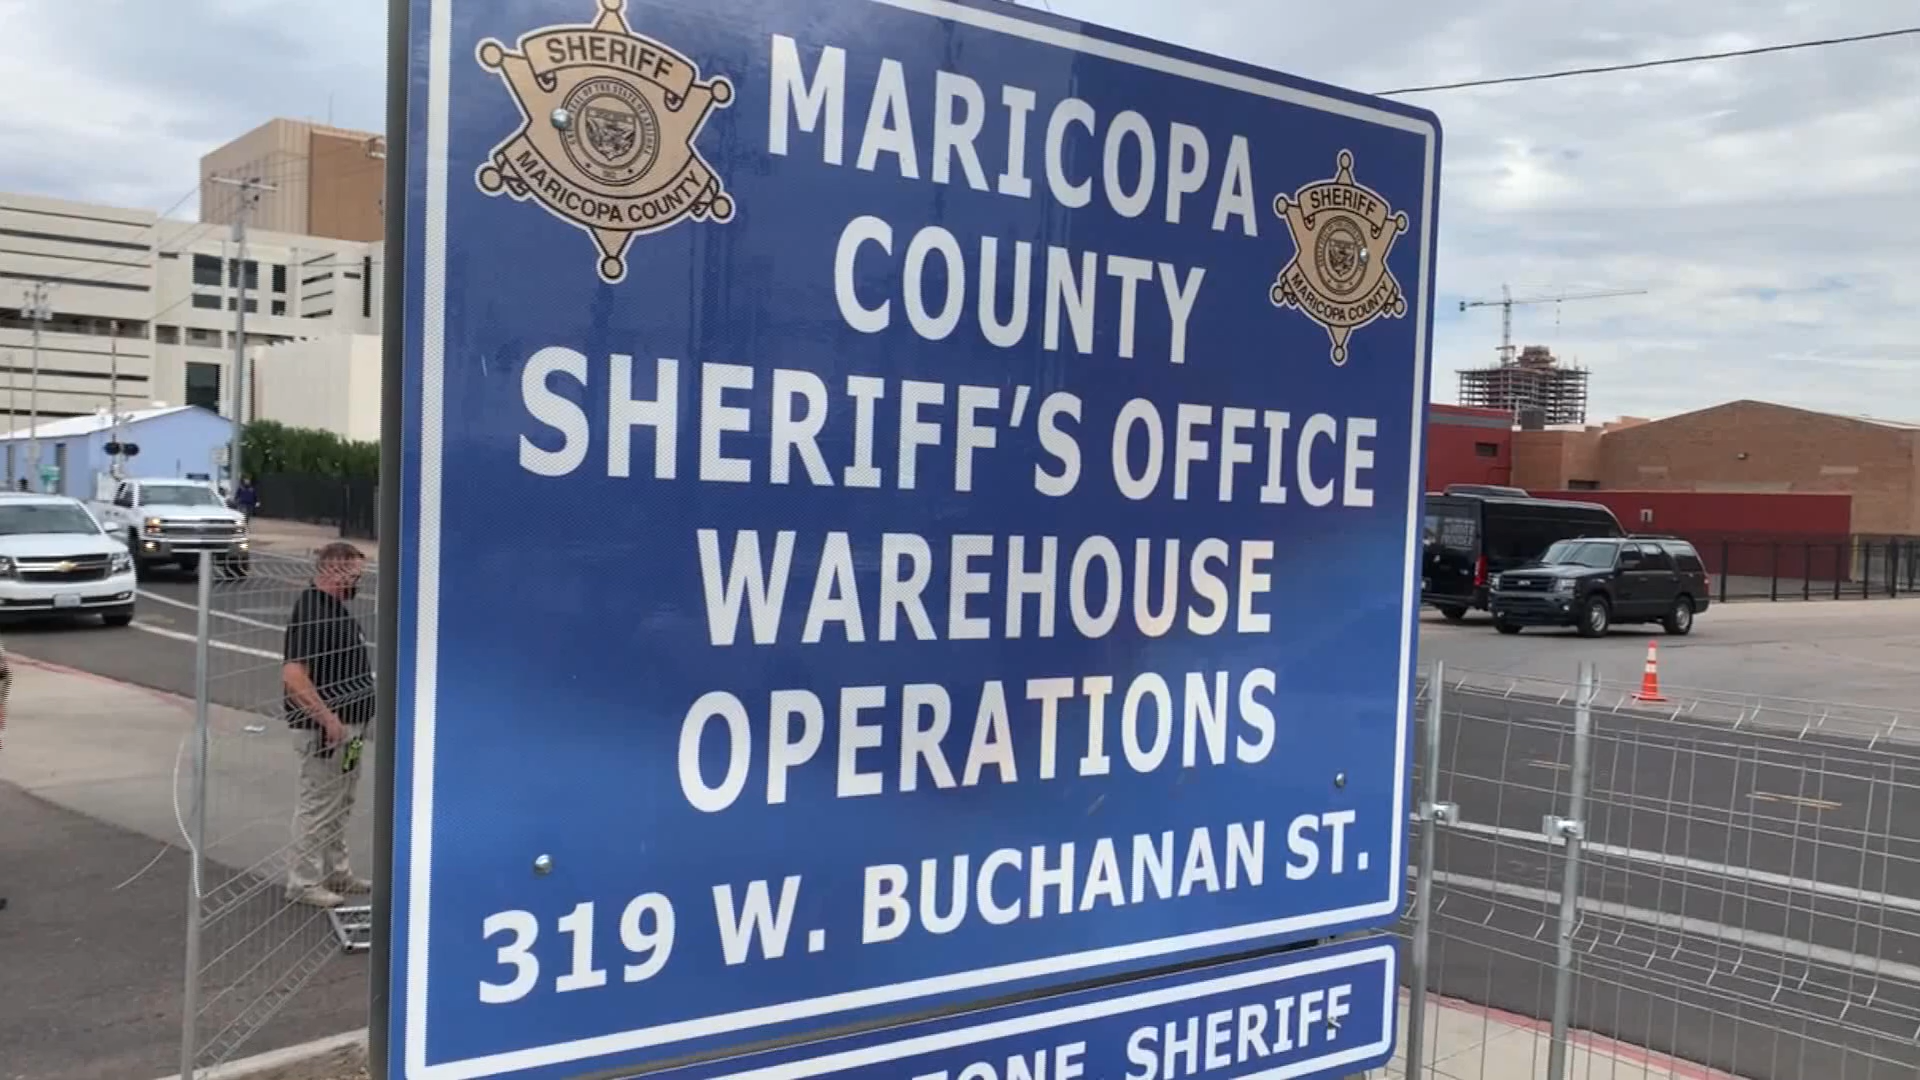 SHERIFF
MARICOPA COUNTY
MARICOPA
COUNTY
SHERIFF'S OFFICE
WAREHOUSE
OPERATIONS
319 W. BUCHANAN ST.
SHERIFF
MARICOPA COUNTY
SHERIFF